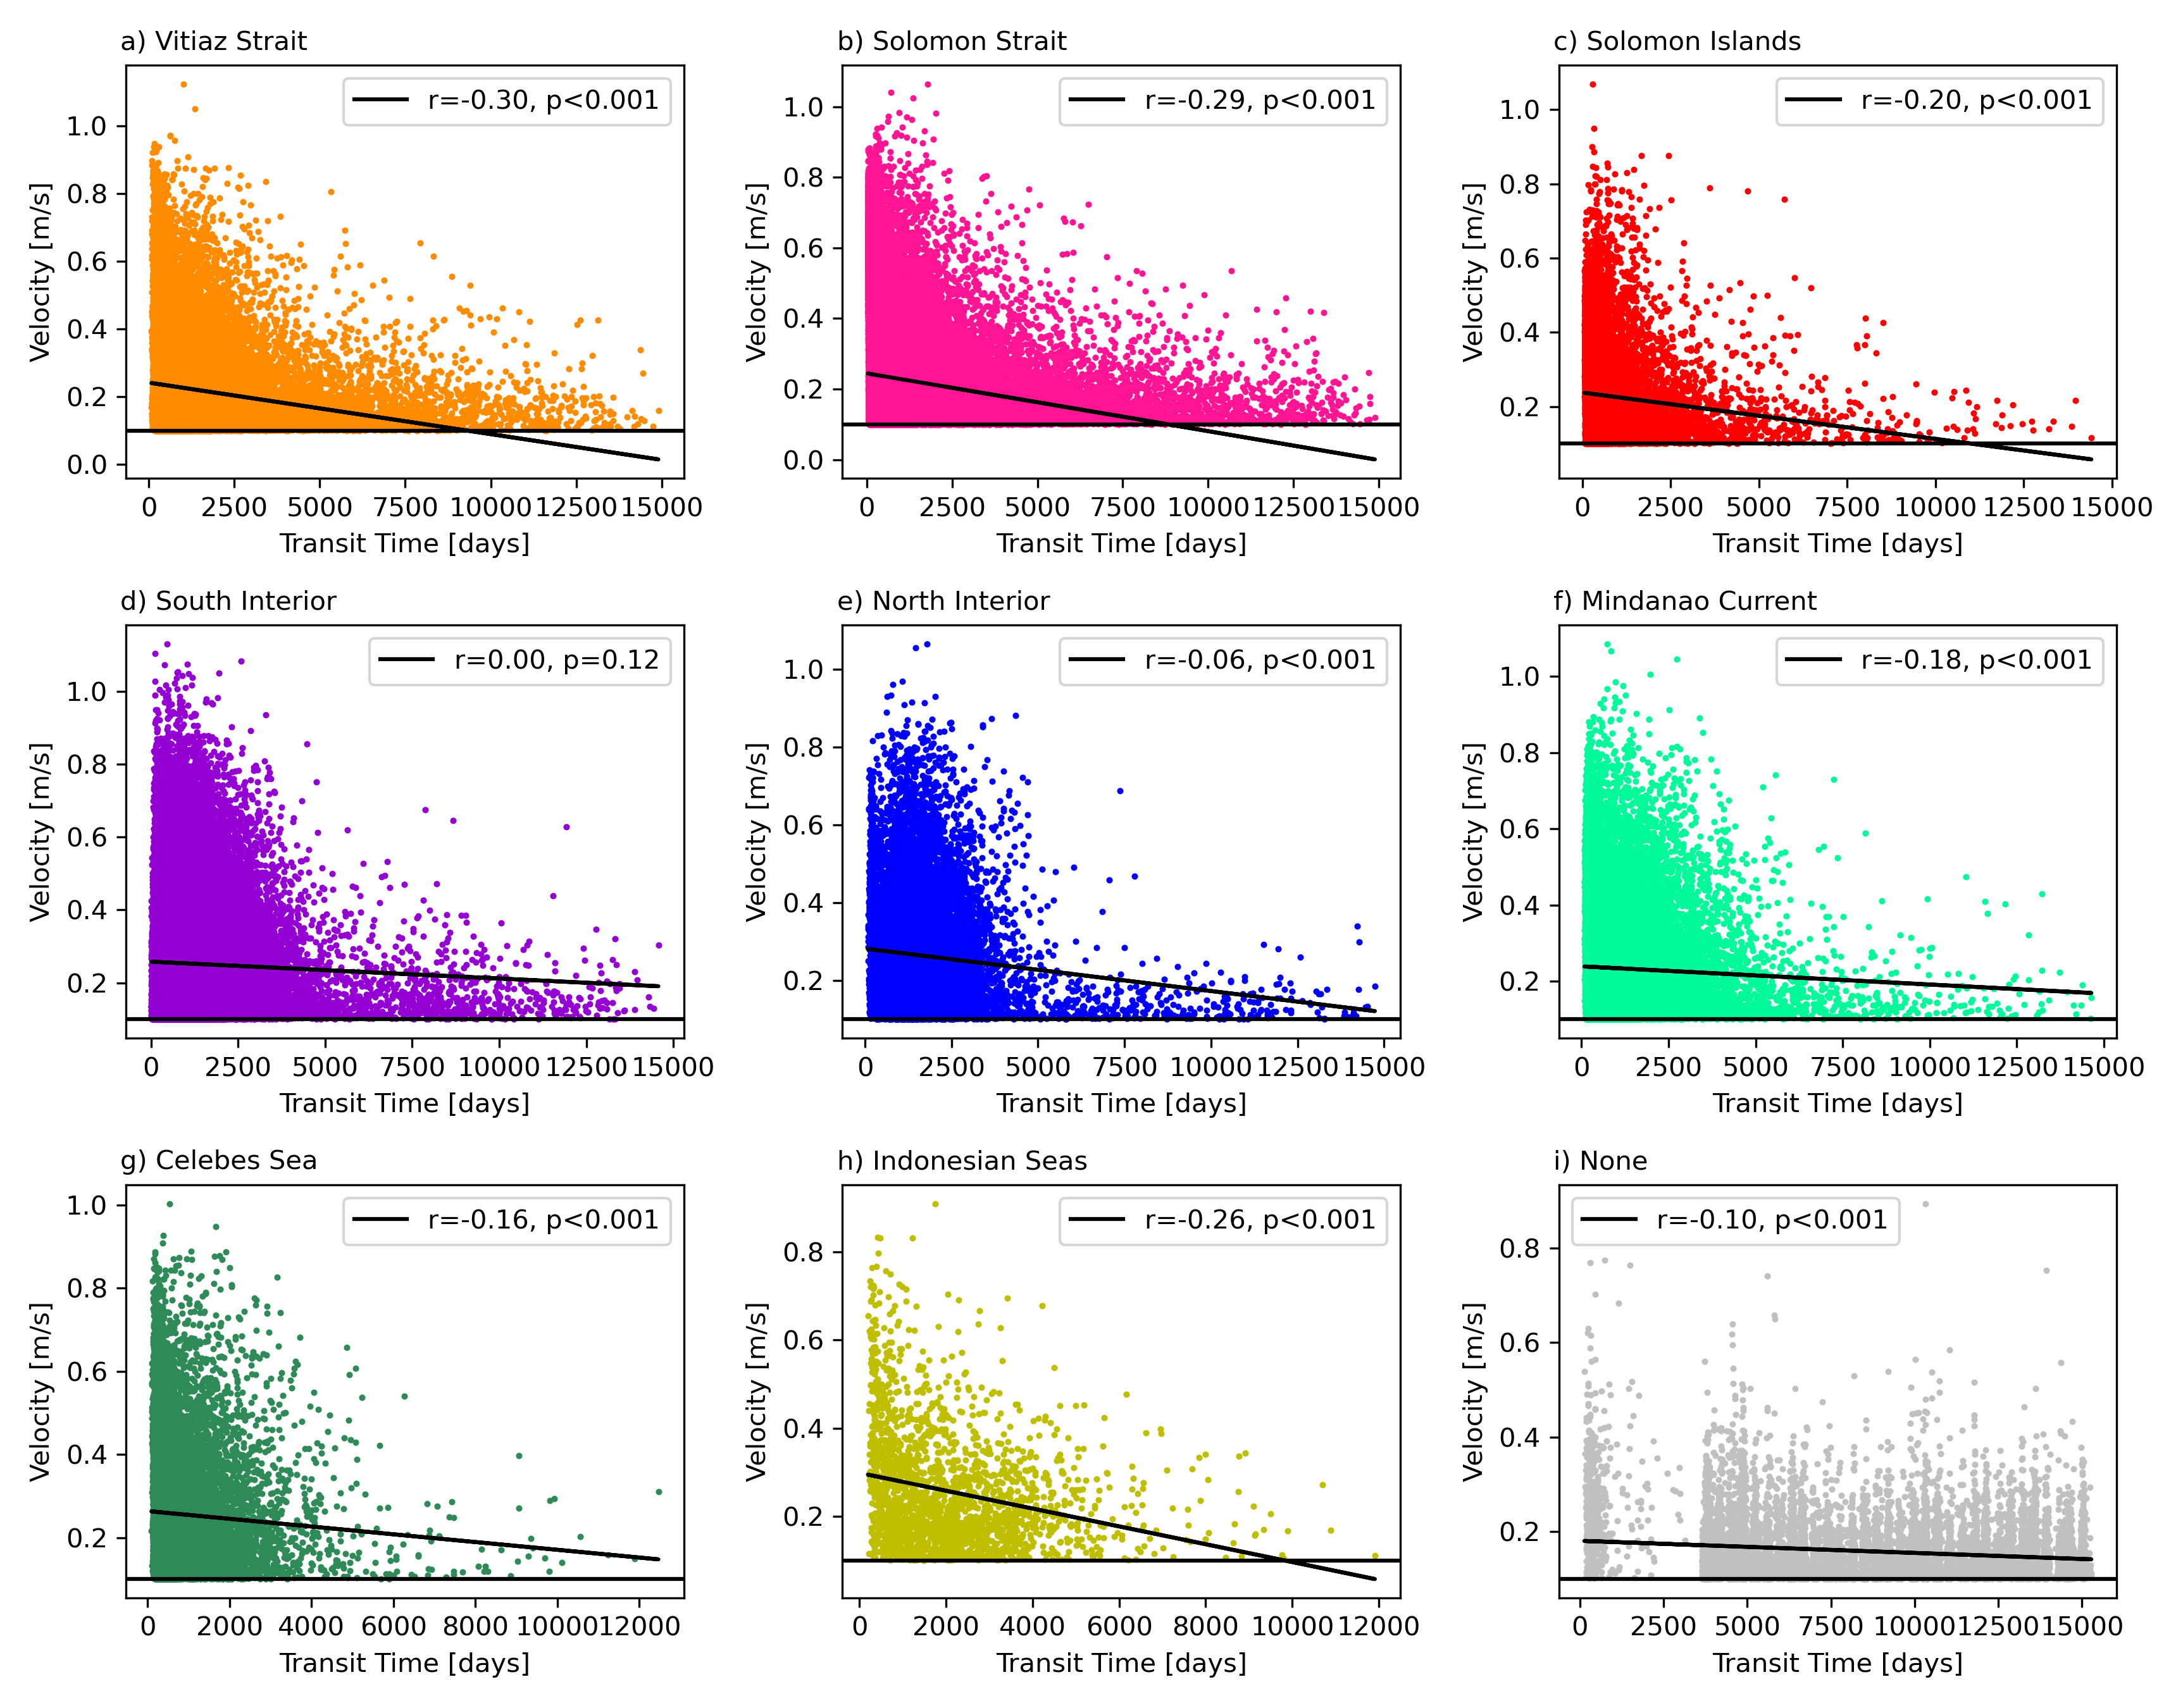 a) Vitiaz Strait
r=-0.30, p<0.001
Velocity [m/s]
1.0
0.8
0.6
0.4
0.2
0.0
0 2500 5000 7500 10000 12500 15000
Transit Time [days]
b) Solomon Strait
r=-0.29, p<0.001
Velocity [m/s]
1.0
0.8
0.6
0.4
0.2
0.0
0 2500 5000 7500 10000 12500 15000
Transit Time [days]
c) Solomon Islands
r=-0.20, p<0.001
Velocity [m/s]
1.0
0.8
0.6
0.4
0.2
0 2500 5000 7500 10000 12500 15000
Transit Time [days]
d) South Interior
r=0.00, p=0.12
Velocity [m/s]
1.0
0.8
0.6
0.4
0.2
0 2500 5000 7500 10000 12500 15000
Transit Time [days]
e) North Interior
r=-0.06, p<0.001
Velocity [m/s]
1.0
0.8
0.6
0.4
0.2
0 2500 5000 7500 10000 12500 15000
Transit Time [days]
f) Mindanao Current
r=-0.18, p<0.001
Velocity [m/s]
1.0
0.8
0.6
0.4
0.2
0 2500 5000 7500 10000 12500 15000
Transit Time [days]
g) Celebes Sea
r=-0.16, p<0.001
Velocity [m/s]
1.0
0.8
0.6
0.4
0.2
0 2000 4000 6000 8000 10000 12000
Transit Time [days]
h) Indonesian Seas
r=-0.26, p<0.001
Velocity [m/s]
0.8
0.6
0.4
0.2
0 2000 4000 6000 8000 10000 12000
Transit Time [days]
i) None
r=-0.10, p<0.001
Velocity [m/s]
0.8
0.6
0.4
0.2
0 2500 5000 7500 10000 12500 15000
Transit Time [days]